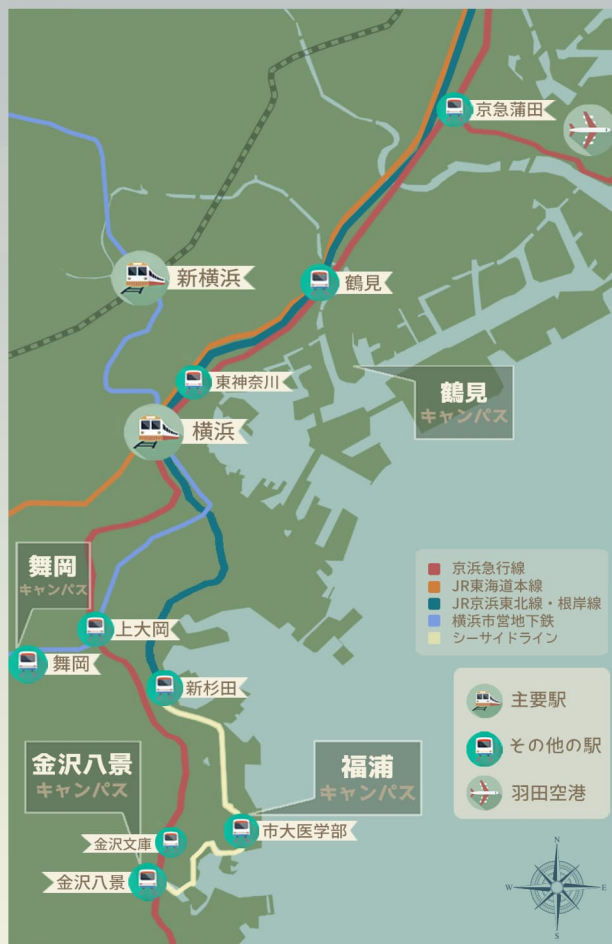 京急蒲田
新横浜
鶴見
東神奈川
鶴見
キャンパス
横浜
舞岡
キャンパス
京浜急行線
JR東海道本線
JR京浜東北線・根岸線
横浜市営地下鉄
シーサイドライン
上大岡
舞岡
新杉田
主要駅
その他の駅
羽田空港
金沢八景
キャンパス
福浦
キャンパス
市大医学部
金沢文庫
金沢八景
N
W
E
S